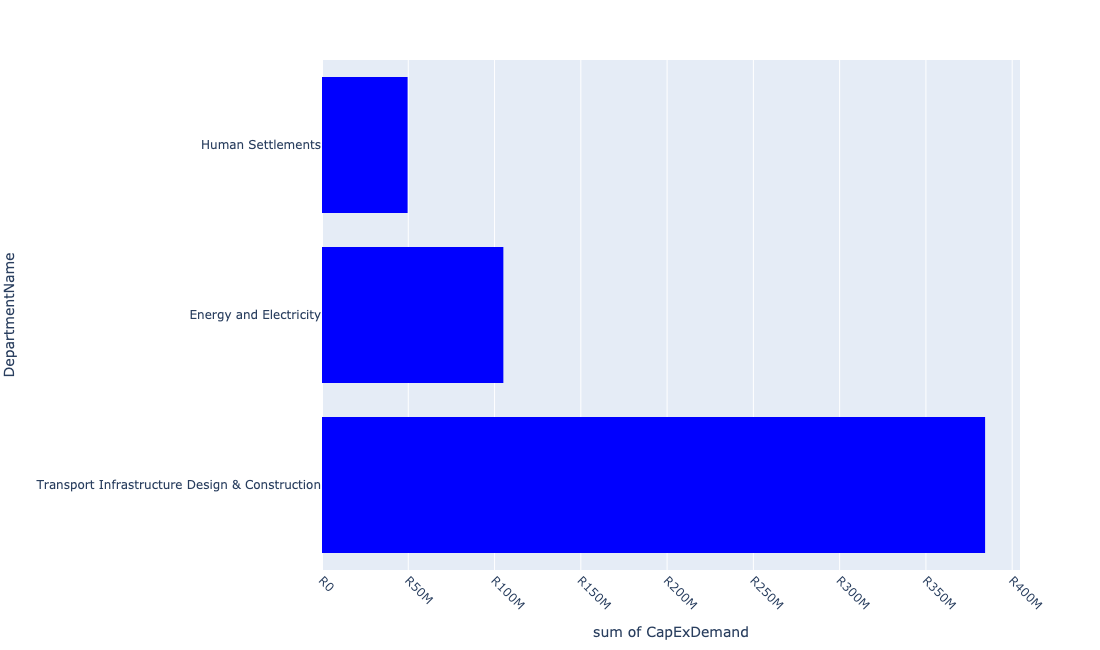 DepartmentName
Human Settlements
Energy and Electricity
Transport Infrastructure Design & Construction
R0
R50M
R100M
R150M
R200M
R250M
R300M
R350M
R400M
sum of CapExDemand